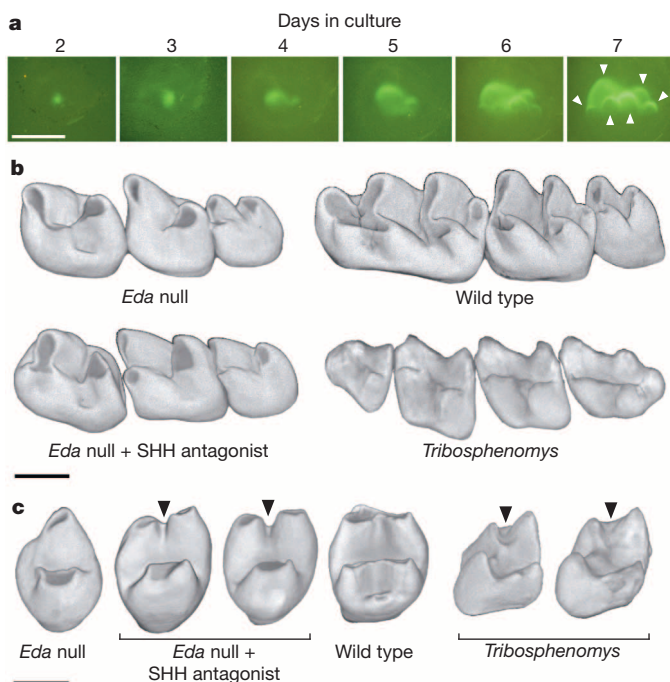 a
Days in culture
2 3 4 5 6 7
b
Eda null
Wild type
Eda null + SHH antagonist
Tribosphenomys
c
Eda null
Eda null +
SHH antagonist
Wild type
Tribosphenomys